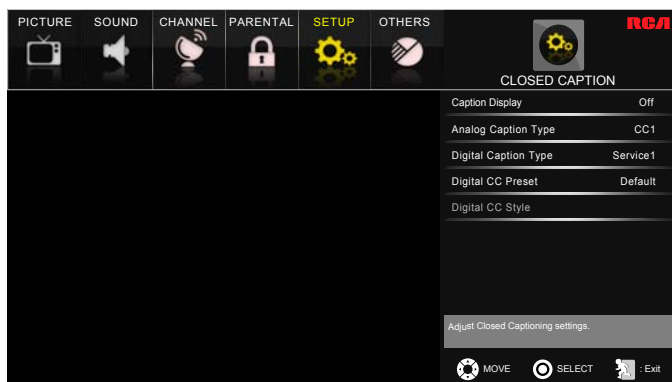 PICTURE SOUND CHANNEL PARENTAL SETUP OTHERS
RCA
CLOSED CAPTION
Caption Display Off
Analog Caption Type CC1
Digital Caption Type Service1
Digital CC Preset Default
Digital CC Style
Adjust Closed Captioning settings.
MOVE SELECT : Exit